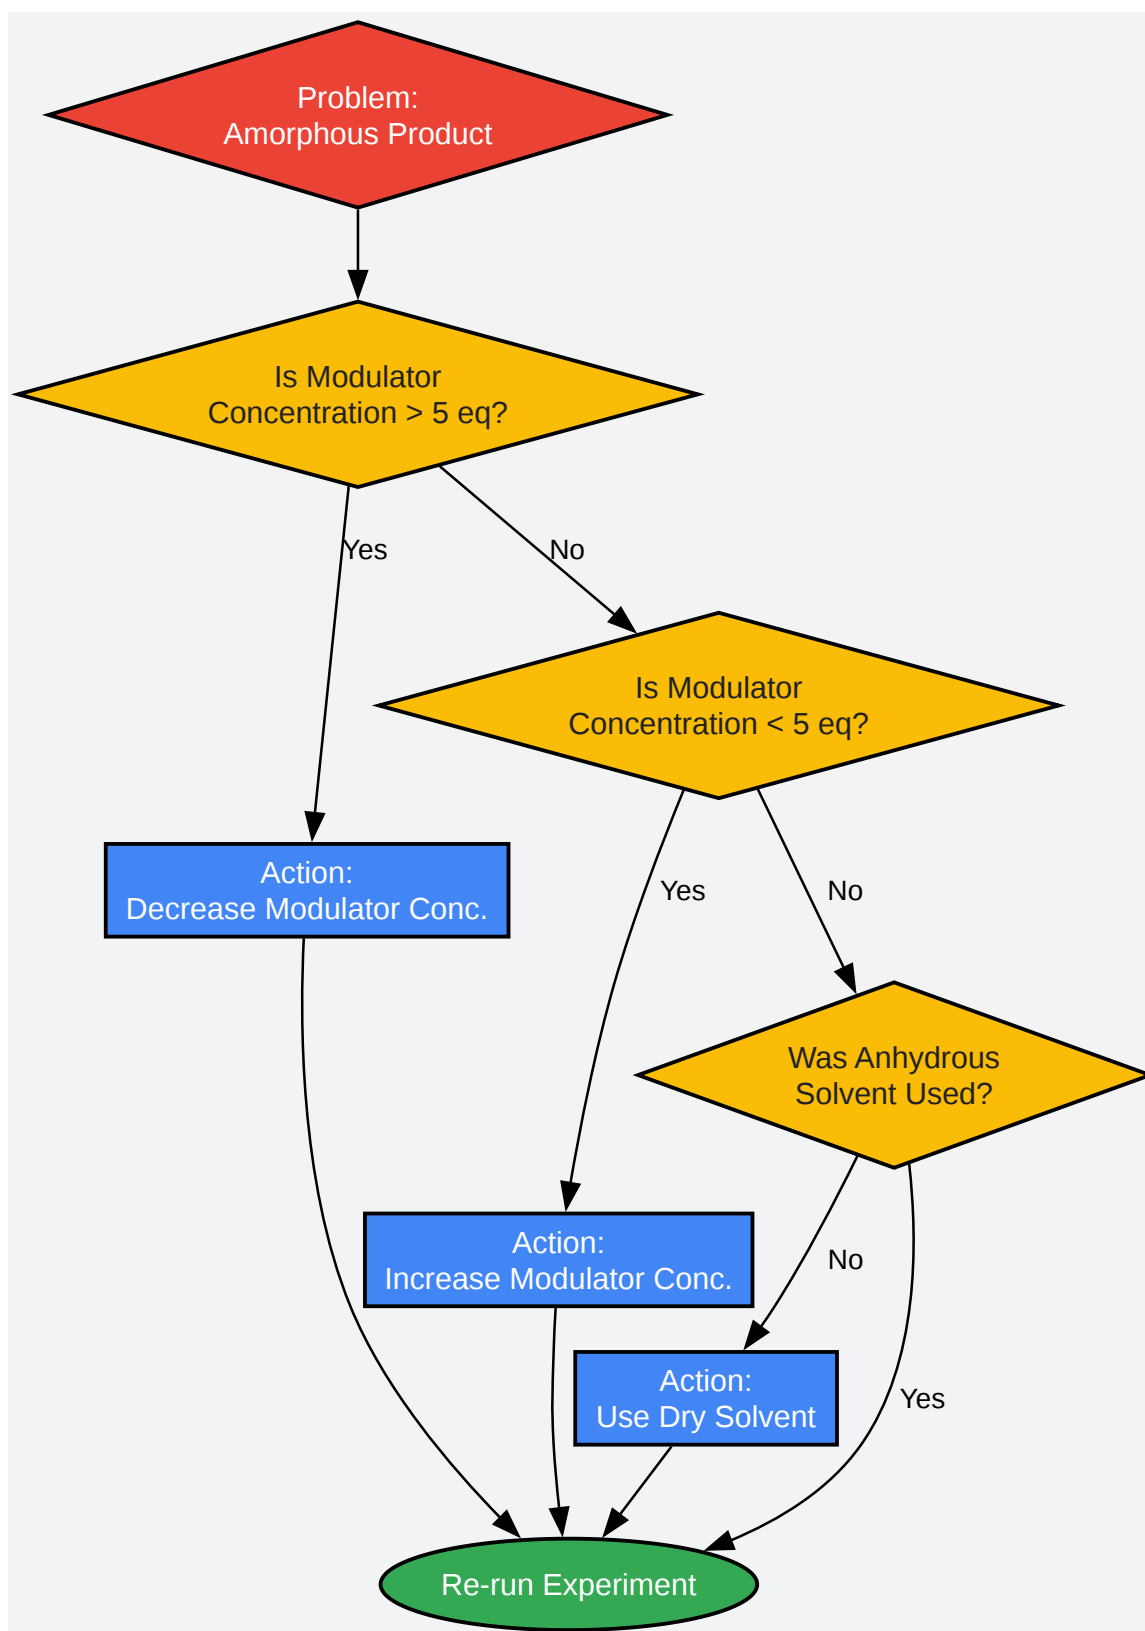 Problem:
Amorphous Product
Is Modulator
Concentration > 5 eq?
Yes
No
Is Modulator
Concentration < 5 eq?
Action:
Decrease Modulator Conc.
Yes
No
Was Anhydrous
Solvent Used?
Action:
Increase Modulator Conc.
No
Action:
Use Dry Solvent
Yes
Re-run Experiment